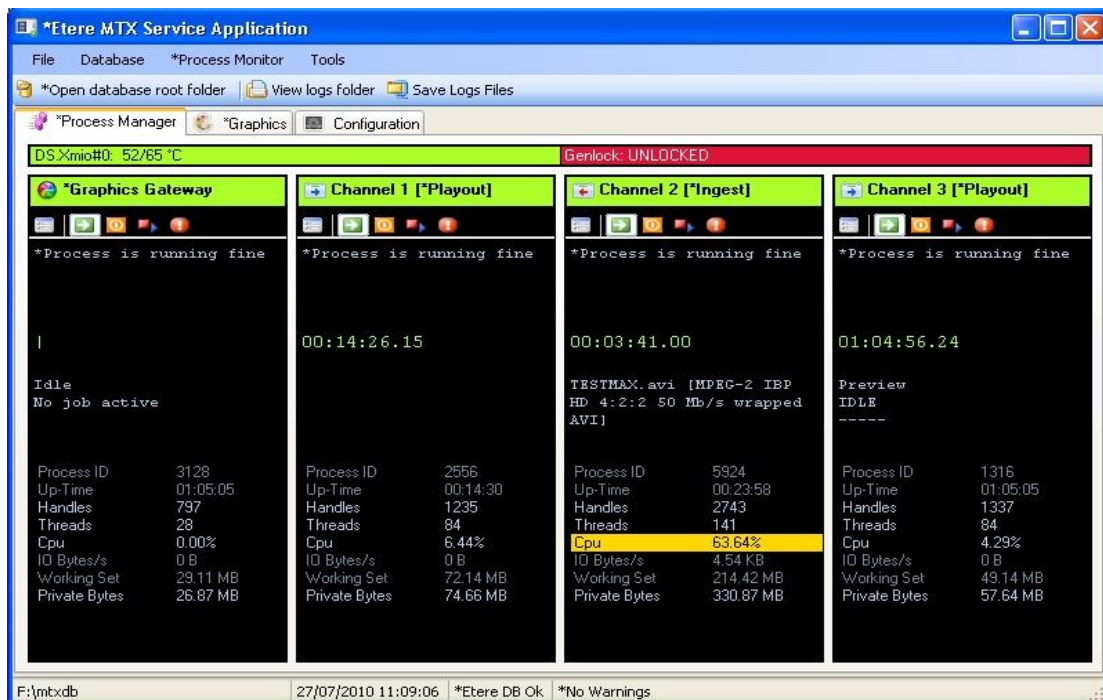 *Etere MTX Service Application
File Database *Process Monitor Tools
*Open database root folder View logs folder Save Logs Files
*Process Manager *Graphics Configuration
DS.Xmio#0: 52/65 °C Genlock: UNLOCKED
*Graphics Gateway
*Process is running fine
|
Idle
No job active
Process ID 3128
Up-Time 01:05:05
Handles 797
Threads 28
Cpu 0.00%
IO Bytes/s 0 B
Working Set 29.11 MB
Private Bytes 26.87 MB
Channel 1 [*Playout]
*Process is running fine
00:14:26.15
Process ID 2556
Up-Time 00:14:30
Handles 1235
Threads 84
Cpu 6.44%
IO Bytes/s 0 B
Working Set 72.14 MB
Private Bytes 74.66 MB
Channel 2 [*Ingest]
*Process is running fine
00:03:41.00
TESTMAX.avi [MPEG-2 IBP
HD 4:2:2 50 Mb/s wrapped
AVI]
Process ID 5924
Up-Time 00:23:58
Handles 2743
Threads 141
Cpu 63.64%
IO Bytes/s 4.54 KB
Working Set 214.42 MB
Private Bytes 330.87 MB
Channel 3 [*Playout]
*Process is running fine
01:04:56.24
Preview
IDLE
-----
Process ID 1316
Up-Time 01:05:05
Handles 1337
Threads 84
Cpu 4.29%
IO Bytes/s 0 B
Working Set 49.14 MB
Private Bytes 57.64 MB
F:\mtxdb 27/07/2010 11:09:06 *Etere DB Ok *No Warnings